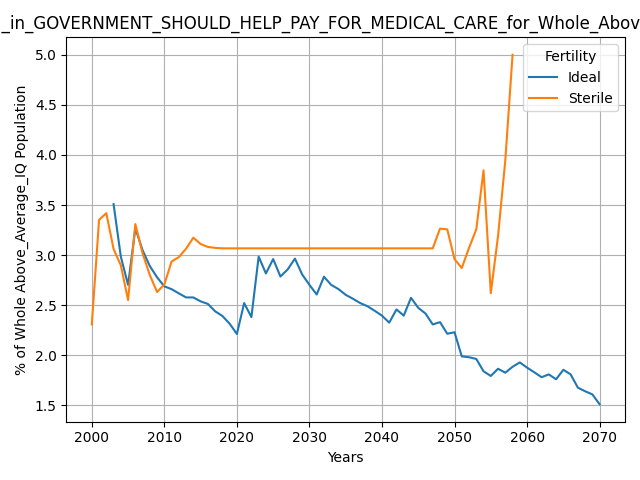 _in_GOVERNMENT_SHOULD_HELP_PAY_FOR_MEDICAL_CARE_for_Whole_Abov
Fertility
Ideal
Sterile
% of Whole Above_Average_IQ Population
5.0
4.5
4.0
3.5
3.0
2.5
2.0
1.5
2000 2010 2020 2030 2040 2050 2060 2070
Years